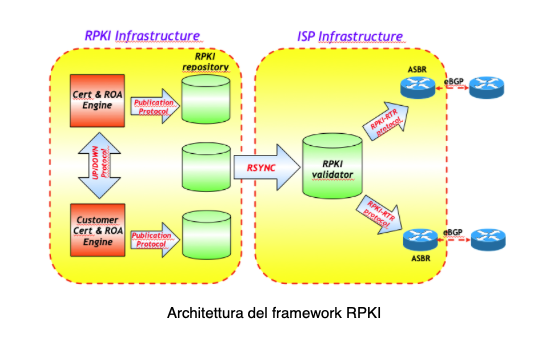 RPKI Infrastructure
ISP Infrastructure
RPKI
repository
Cert & ROA
Engine
Publication
Protocol
UP/DOWN
Protocol
Customer
Cert & ROA
Engine
Publication
Protocol
RSYNC
RPKI
validator
RPKI-RTR
protocol
RPKI-RTR
protocol
ASBR
eBGP
eBGP
ASBR
Architettura del framework RPKI